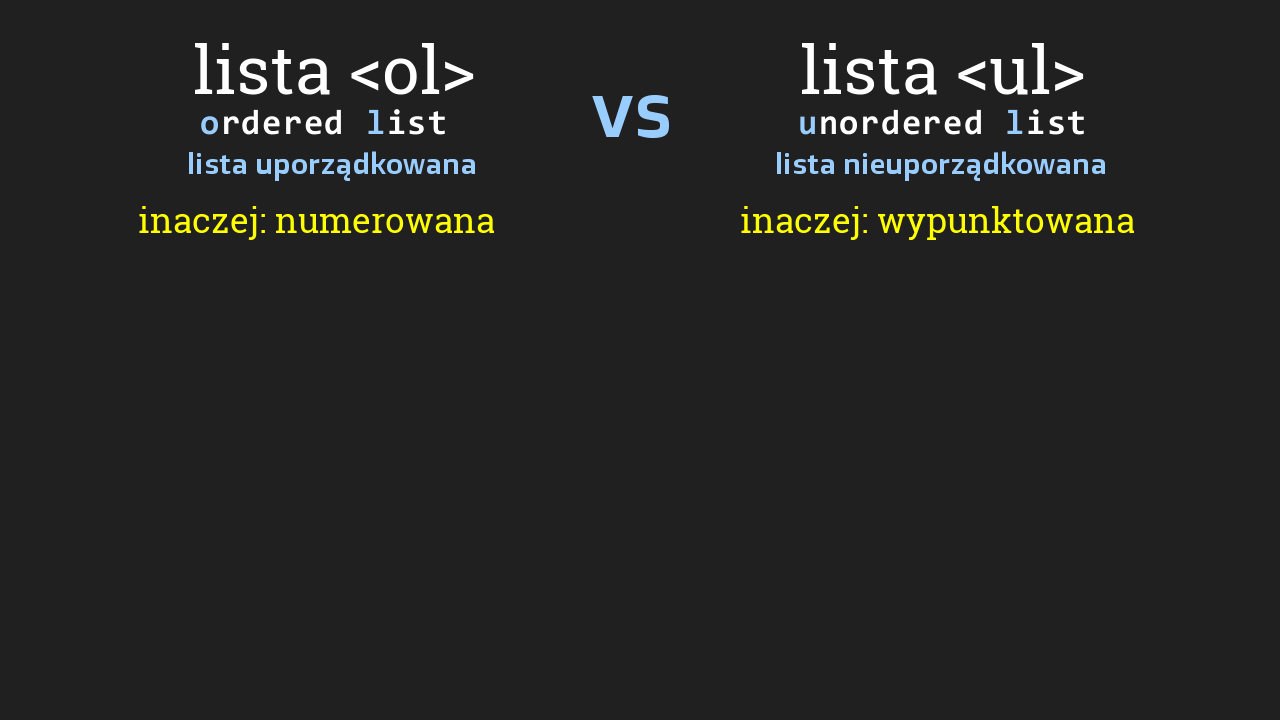 lista <ol>
ordered list
lista uporządkowana
inaczej: numerowana
VS
lista <ul>
unordered list
lista nieuporządkowana
inaczej: wypunktowana